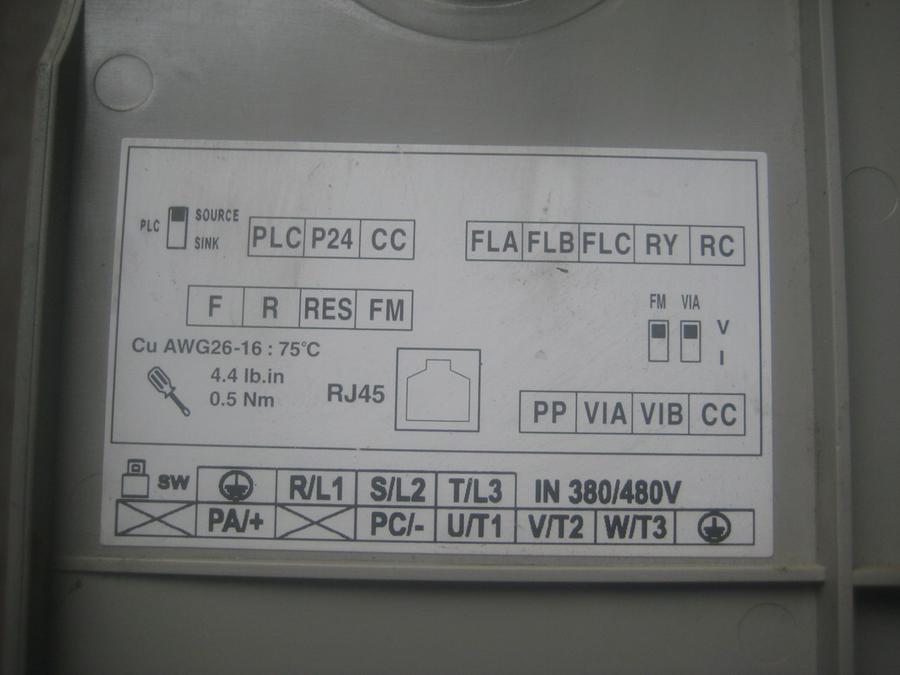 PLC SOURCE
SINK
PLC P24 CC
FLA FLB FLC RY RC
F R RES FM
FM VIA
V
I
Cu AWG26-16 : 75°C
4.4 lb.in
0.5 Nm
RJ45
PP VIA VIB CC
SW R/L1 S/L2 T/L3 IN 380/480V
PA/+ PC/- U/T1 V/T2 W/T3